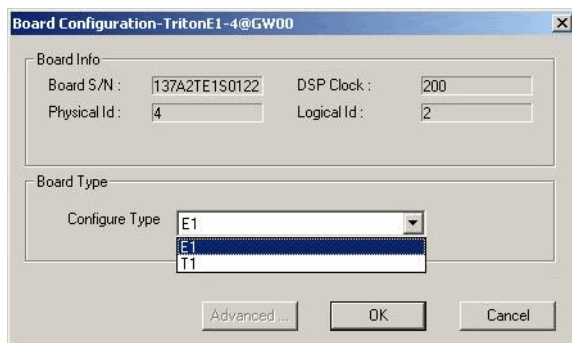 Board Configuration-TritonE1-4@GW00
Board Info
Board S/N : 137A2TE1S0122 DSP Clock : 200
Physical Id : 4 Logical Id : 2
Board Type
Configure Type E1
E1
T1
Advanced ... OK Cancel